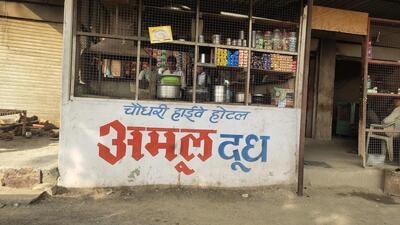 चौधरी हाईवे होटल
अमूल दूध